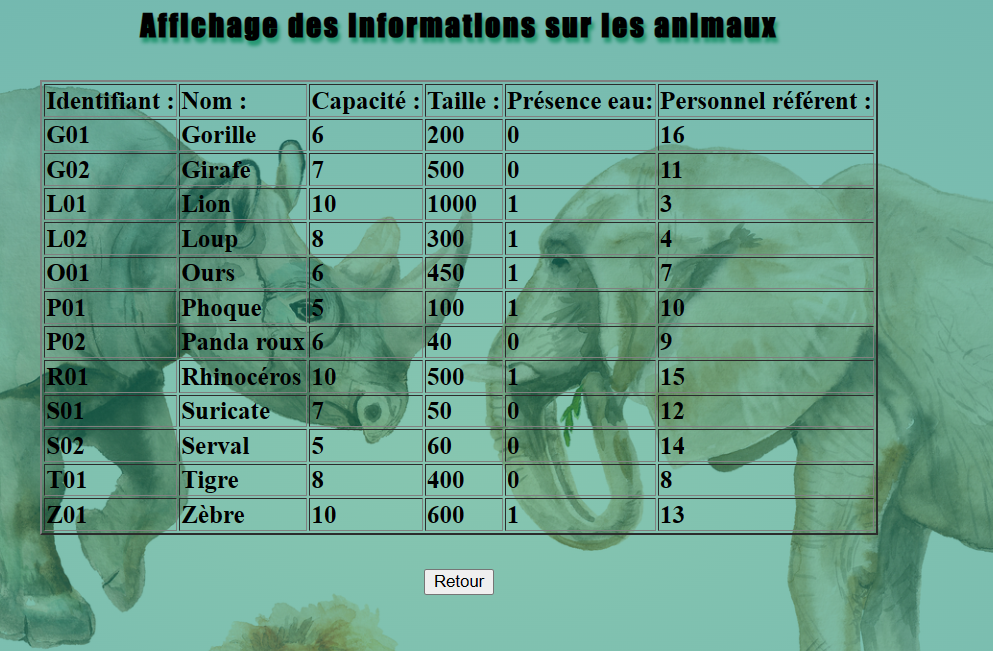 Affichage des informations sur les animaux
Identifiant : Nom : Capacité : Taille : Présence eau: Personnel référent :
G01 Gorille 6 200 0 16
G02 Girafe 7 500 0 11
L01 Lion 10 1000 1 3
L02 Loup 8 300 1 4
O01 Ours 6 450 1 7
P01 Phoque 5 100 1 10
P02 Panda roux 6 40 0 9
R01 Rhinocéros 10 500 1 15
S01 Suricate 7 50 0 12
S02 Serval 5 60 0 14
T01 Tigre 8 400 0 8
Z01 Zèbre 10 600 1 13
Retour